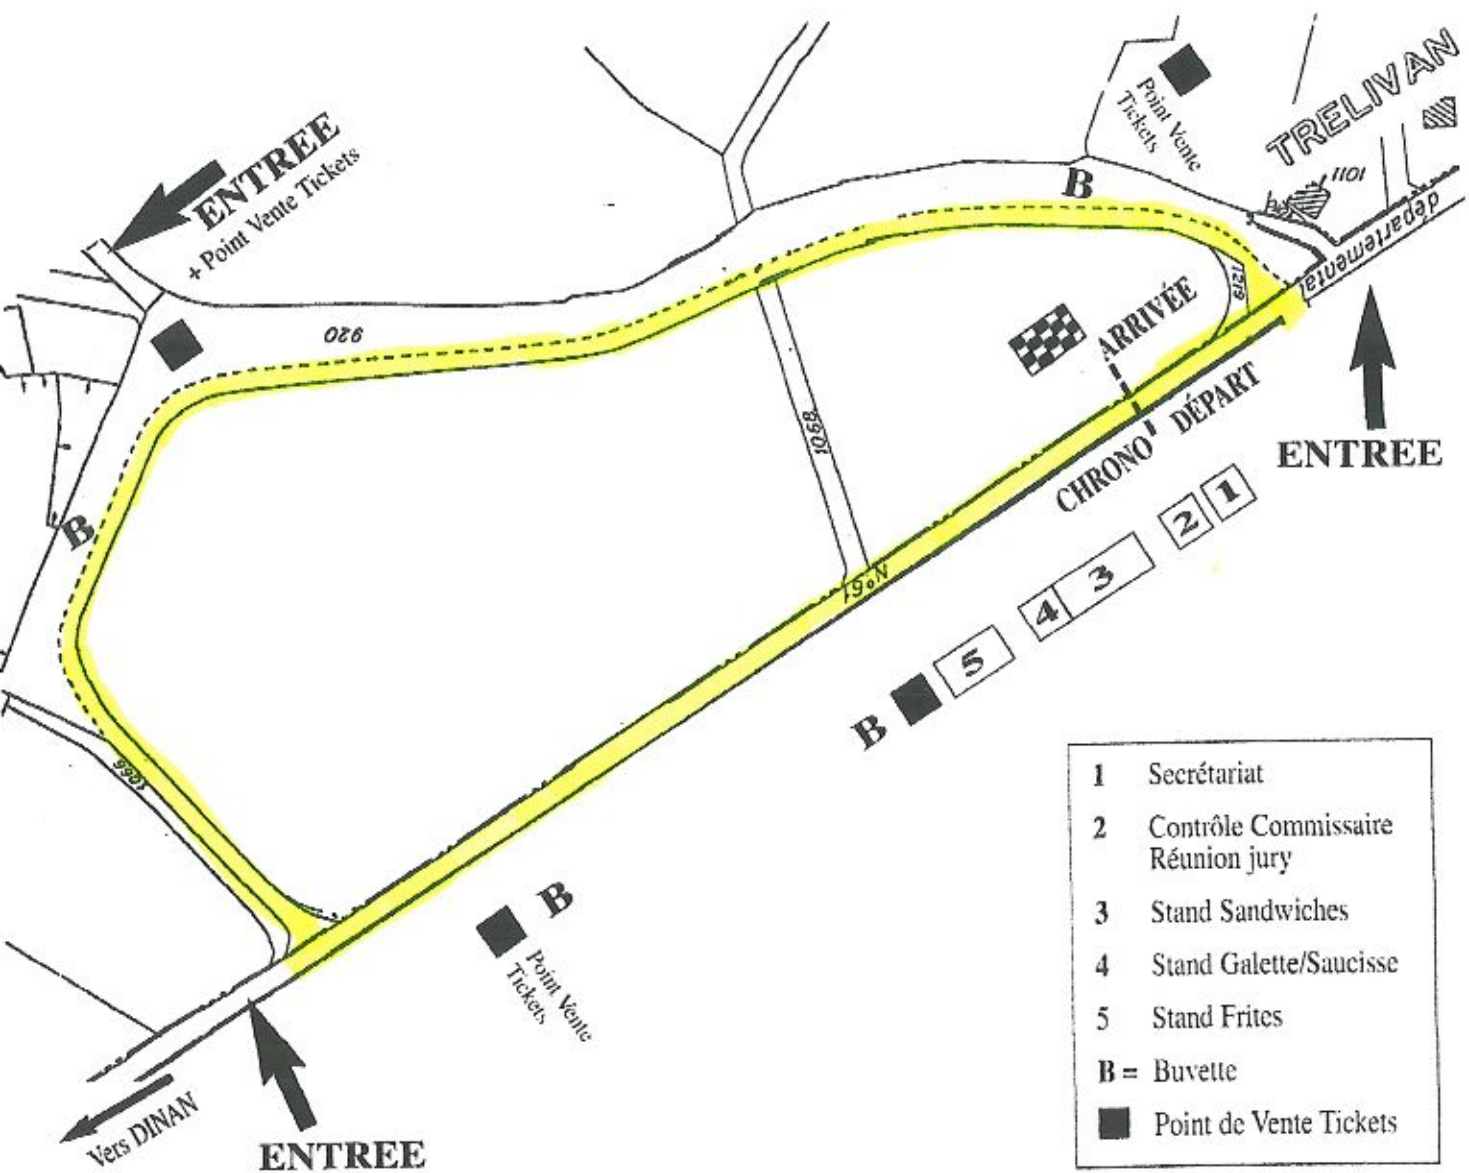 ENTREE
+ Point Vente Tickets
Point Vente
Tickets
TRELIVAN
1011
départemental
B
920
1219
ARRIVÉE
1068
CHRONO DÉPART
ENTREE
B
N°61
2 1
4 3
5
B
1066
B
Point Vente
Tickets
Vers DINAN
ENTREE
1 Secrétariat
2 Contrôle Commissaire
Réunion jury
3 Stand Sandwiches
4 Stand Galette/Saucisse
5 Stand Frites
B = Buvette
Point de Vente Tickets